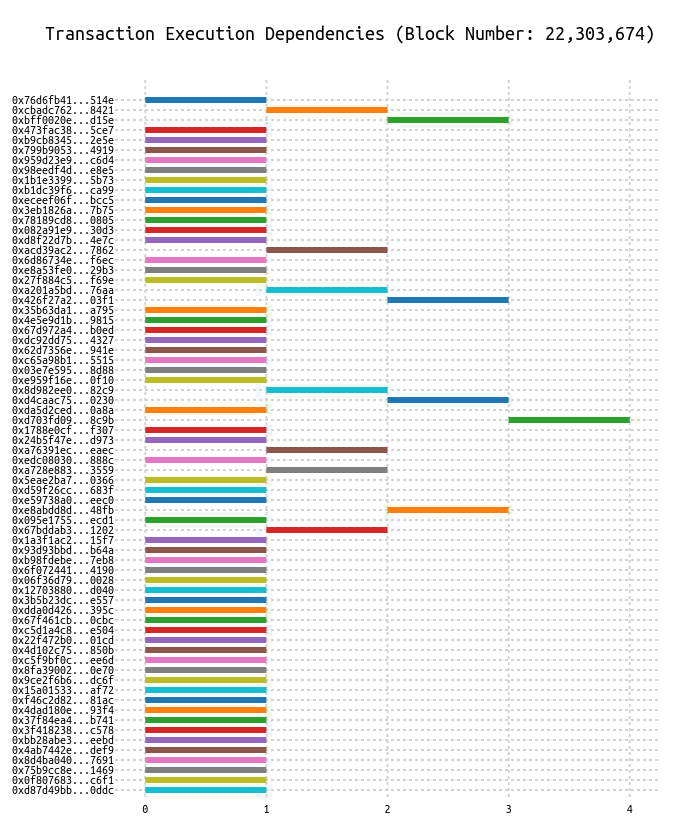 Transaction Execution Dependencies (Block Number: 22,303,674)
0x76d6fb41...514e
0xcbadc762...8421
0xbff0020e...d15e
0x473fac38...5ce7
0xb9cb8345...2e5e
0x799b9053...4919
0x959d23e9...c6d4
0x98eedf4d...e8e5
0x1b1e3399...5b73
0xb1dc39f6...ca99
0xeceef06f...bcc5
0x3eb1826a...7b75
0x78189cd8...0805
0x082a91e9...30d3
0xd8f22d7b...4e7c
0xacd39ac2...7862
0x6d86734e...f6ec
0xe8a53fe0...29b3
0x27f884c5...f69e
0xa201a5bd...76aa
0x426f27a2...03f1
0x35b63da1...a795
0x4e5e9d1b...9815
0x67d972a4...b0ed
0xdc92dd75...4327
0x62d7356e...941e
0xc65a98b1...5515
0x03e7e595...8d88
0xe959f16e...0f10
0x8d982ee0...82c9
0xd4caac75...0230
0xda5d2ced...0a8a
0xd703fd09...8c9b
0x1788e0cf...f307
0x24b5f47e...d973
0xa76391ec...eaec
0xedc08030...888c
0xa728e883...3559
0x5eae2ba7...0366
0xd59f26cc...683f
0xe59738a0...eec0
0xe8abdd8d...48fb
0x095e1755...ecd1
0x67bddab3...1202
0x1a3f1ac2...15f7
0x93d93bbd...b64a
0xb98fdebe...7eb8
0x6f072441...4190
0x06f36d79...0028
0x12703880...d040
0x3b5b23dc...e557
0xdda0d426...395c
0x67f461cb...0cbc
0xc5d1a4c8...e504
0x22f472b0...01cd
0x4d102c75...850b
0xc5f9bf0c...ee6d
0x8fa39002...0e70
0x9ce2f6b6...dc6f
0x15a01533...af72
0xf46c2d82...81ac
0x4dad180e...93f4
0x37f84ea4...b741
0x3f418238...c578
0xbb28abe3...eebd
0x4ab7442e...def9
0x8d4ba040...7691
0x75b9cc8e...1469
0x0f807683...c6f1
0xd87d49bb...0ddc
0 1 2 3 4